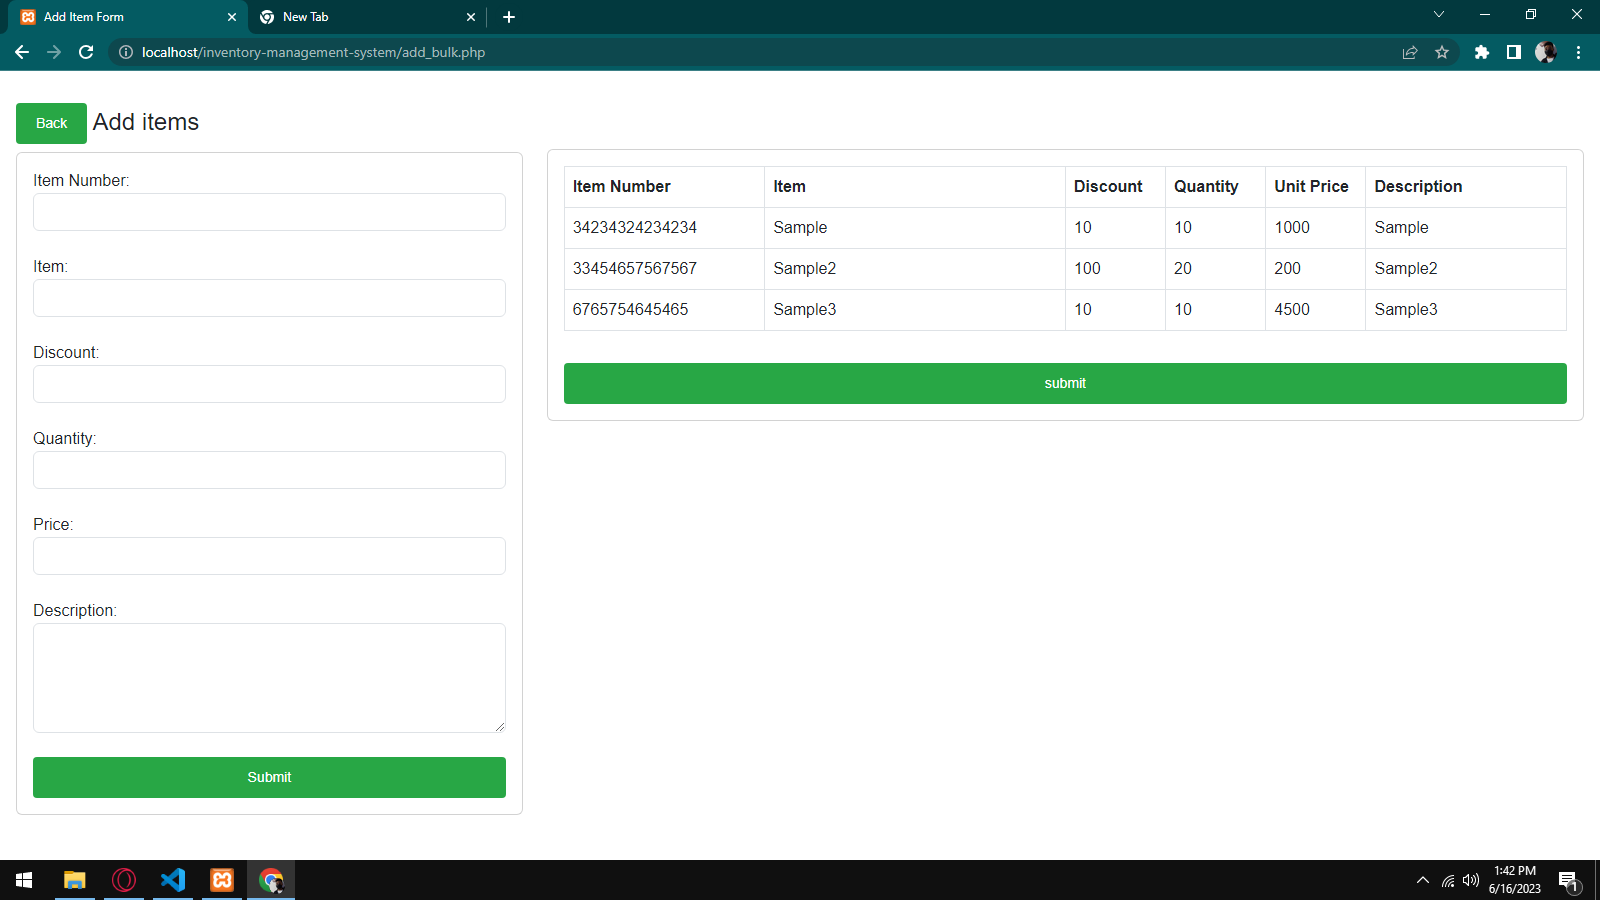 Add Item Form
New Tab
localhost/inventory-management-system/add_bulk.php
Back
Add items
Item Number:
Item:
Discount:
Quantity:
Price:
Description:
Submit
Item Number Item Discount Quantity Unit Price Description
34234324234234 Sample 10 10 1000 Sample
33454657567567 Sample2 100 20 200 Sample2
6765754645465 Sample3 10 10 4500 Sample3
submit
1:42 PM
6/16/2023
1